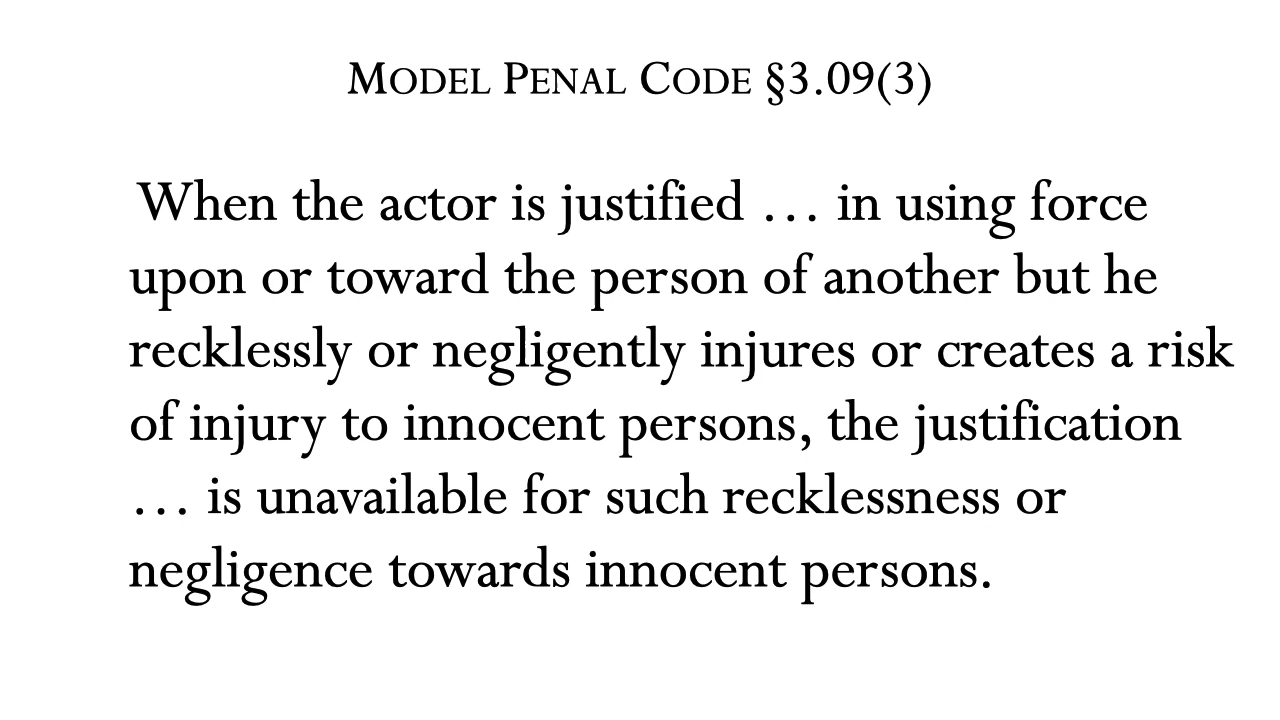 MODEL PENAL CODE §3.09(3)
When the actor is justified … in using force
upon or toward the person of another but he
recklessly or negligently injures or creates a risk
of injury to innocent persons, the justification
… is unavailable for such recklessness or
negligence towards innocent persons.